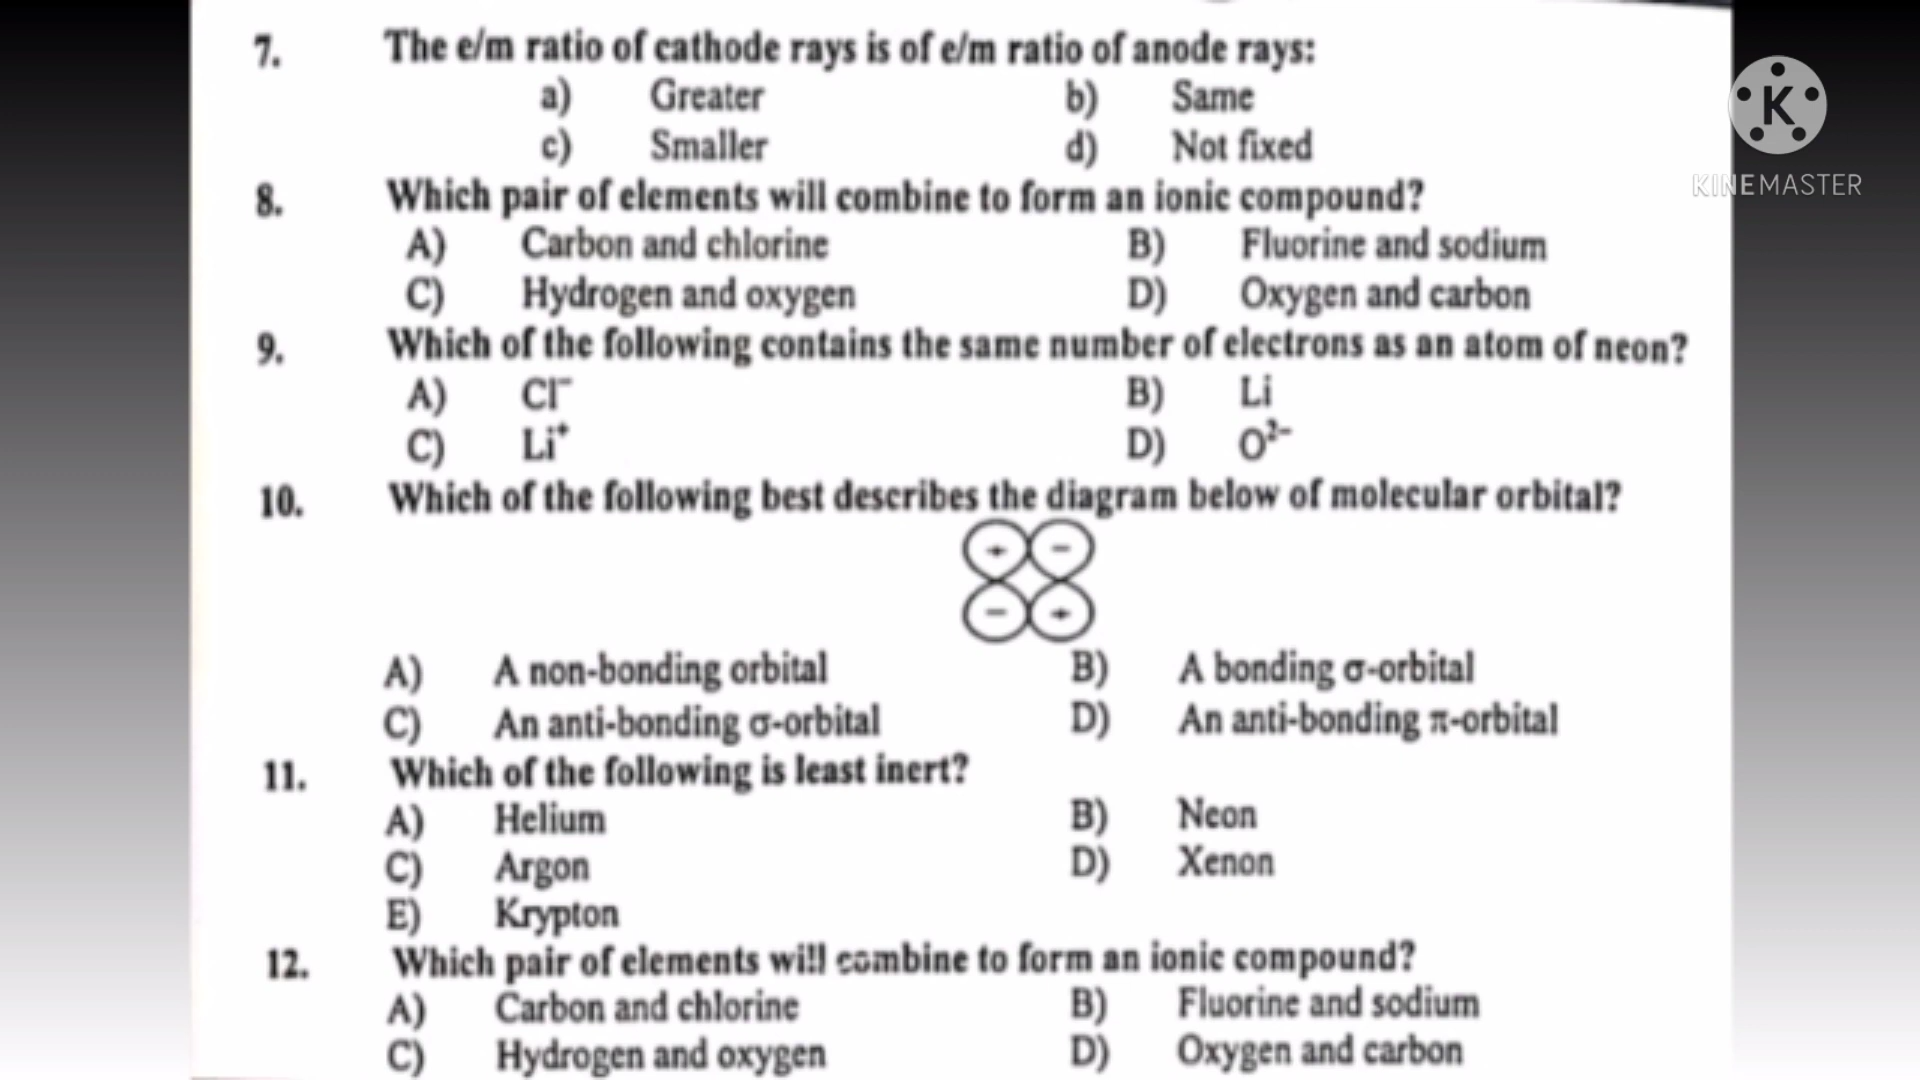 7. The e/m ratio of cathode rays is of e/m ratio of anode rays:
a) Greater b) Same
c) Smaller d) Not fixed
8. Which pair of elements will combine to form an ionic compound?
A) Carbon and chlorine B) Fluorine and sodium
C) Hydrogen and oxygen D) Oxygen and carbon
9. Which of the following contains the same number of electrons as an atom of neon?
A) Cl⁻ B) Li
C) Li⁺ D) O²⁻
10. Which of the following best describes the diagram below of molecular orbital?
+ −
− +
A) A non-bonding orbital B) A bonding σ-orbital
C) An anti-bonding σ-orbital D) An anti-bonding π-orbital
11. Which of the following is least inert?
A) Helium B) Neon
C) Argon D) Xenon
E) Krypton
12. Which pair of elements will combine to form an ionic compound?
A) Carbon and chlorine B) Fluorine and sodium
C) Hydrogen and oxygen D) Oxygen and carbon
K
KINEMASTER